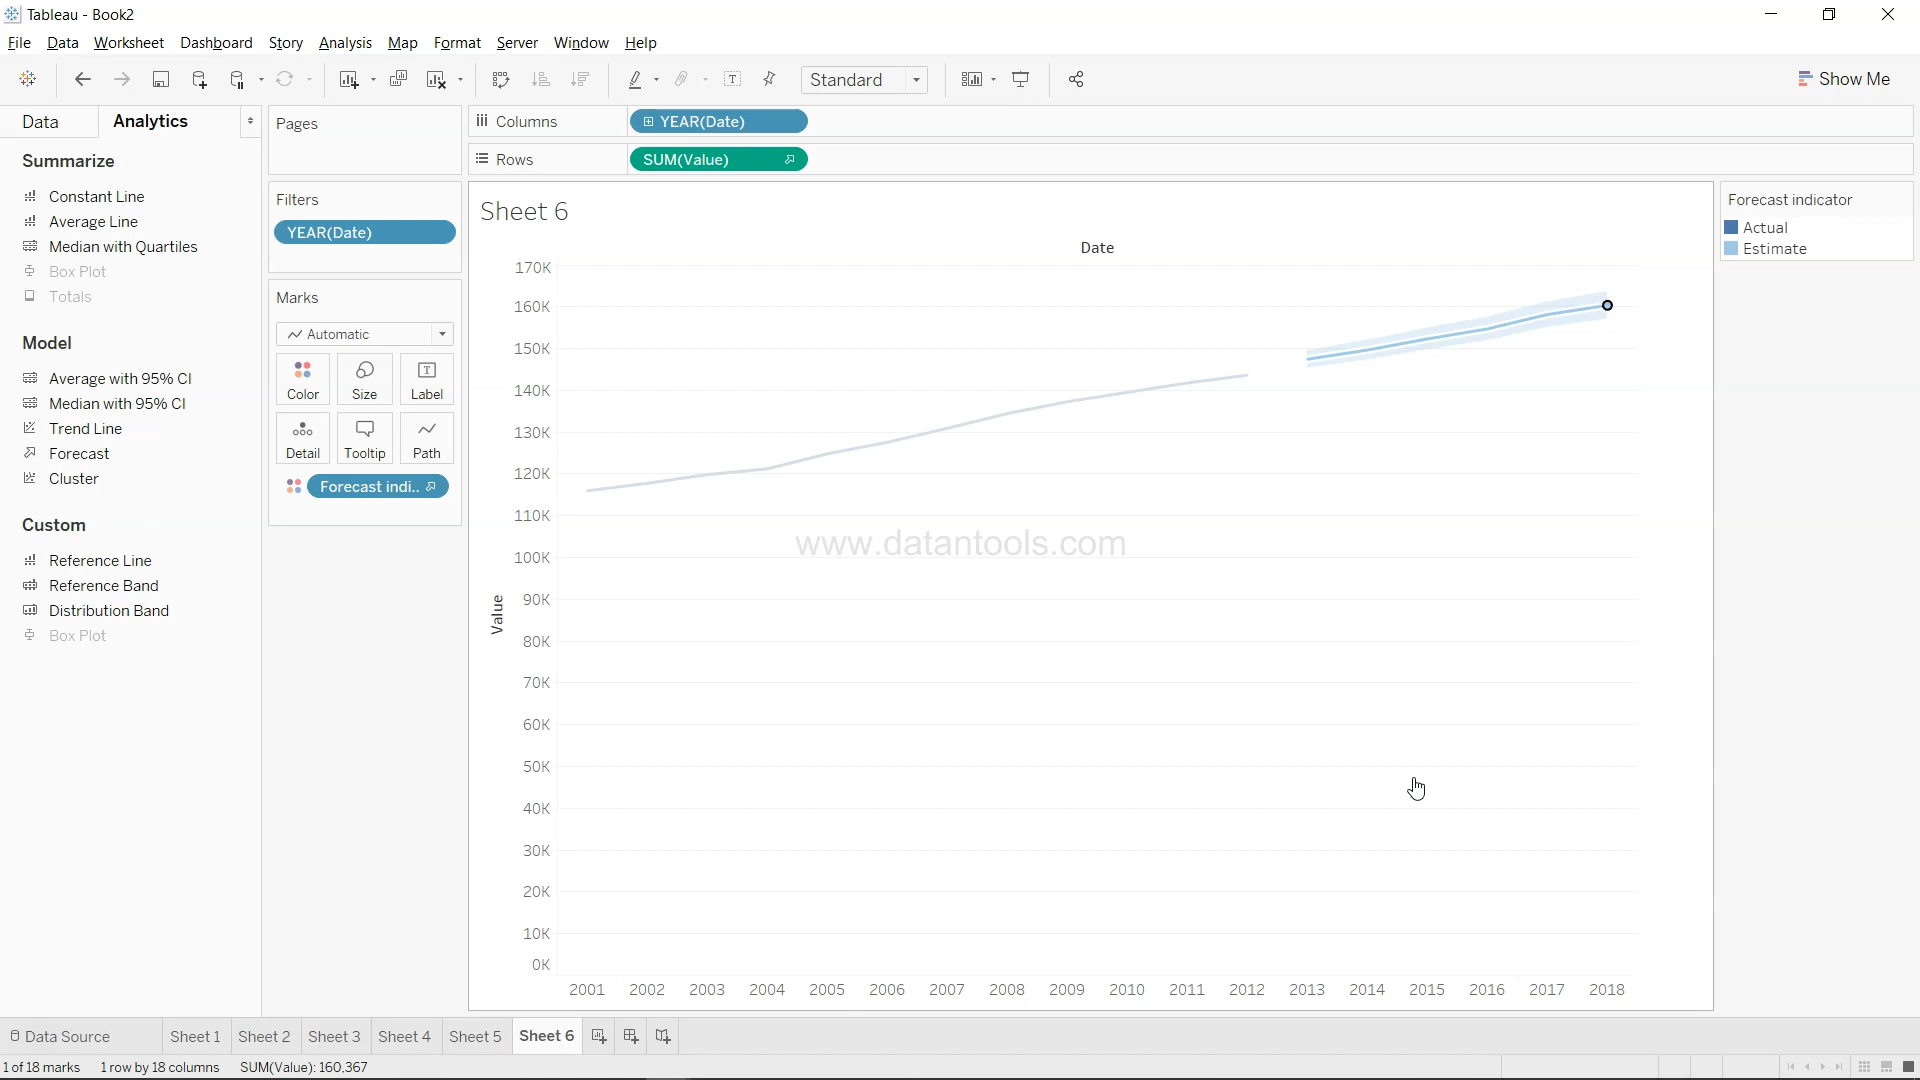 Tableau - Book2
File Data Worksheet Dashboard Story Analysis Map Format Server Window Help
Standard
Show Me
Data Analytics
Summarize
Constant Line
Average Line
Median with Quartiles
Box Plot
Totals
Model
Average with 95% CI
Median with 95% CI
Trend Line
Forecast
Cluster
Custom
Reference Line
Reference Band
Distribution Band
Box Plot
Pages
Filters
YEAR(Date)
Marks
Automatic
Color Size Label
Detail Tooltip Path
Forecast indi..
Columns YEAR(Date)
Rows SUM(Value)
Sheet 6
Date
Value
170K
160K
150K
140K
130K
120K
110K
100K
90K
80K
70K
60K
50K
40K
30K
20K
10K
0K
2001 2002 2003 2004 2005 2006 2007 2008 2009 2010 2011 2012 2013 2014 2015 2016 2017 2018
www.datantools.com
Forecast indicator
Actual
Estimate
Data Source Sheet 1 Sheet 2 Sheet 3 Sheet 4 Sheet 5 Sheet 6
1 of 18 marks 1 row by 18 columns SUM(Value): 160,367